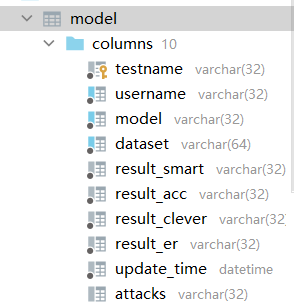 model
columns 10
testname varchar(32)
username varchar(32)
model varchar(32)
dataset varchar(64)
result_smart varchar(32)
result_acc varchar(32)
result_clever varchar(32)
result_er varchar(32)
update_time datetime
attacks varchar(32)